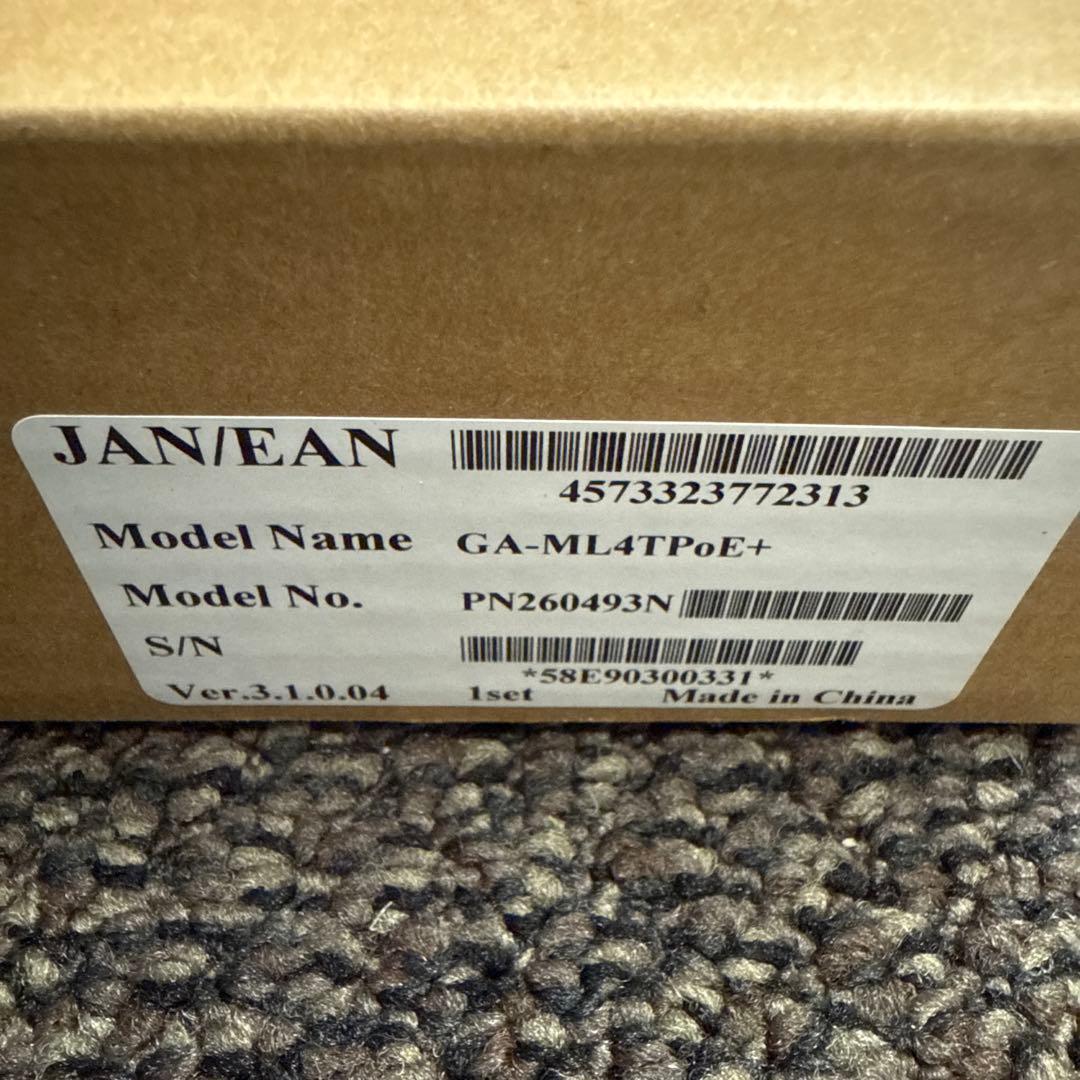 JAN/EAN
4573323772313
Model Name GA-ML4TPoE+
Model No. PN260493N
S/N
*58E90300331*
Ver.3.1.0.04 1set Made in China